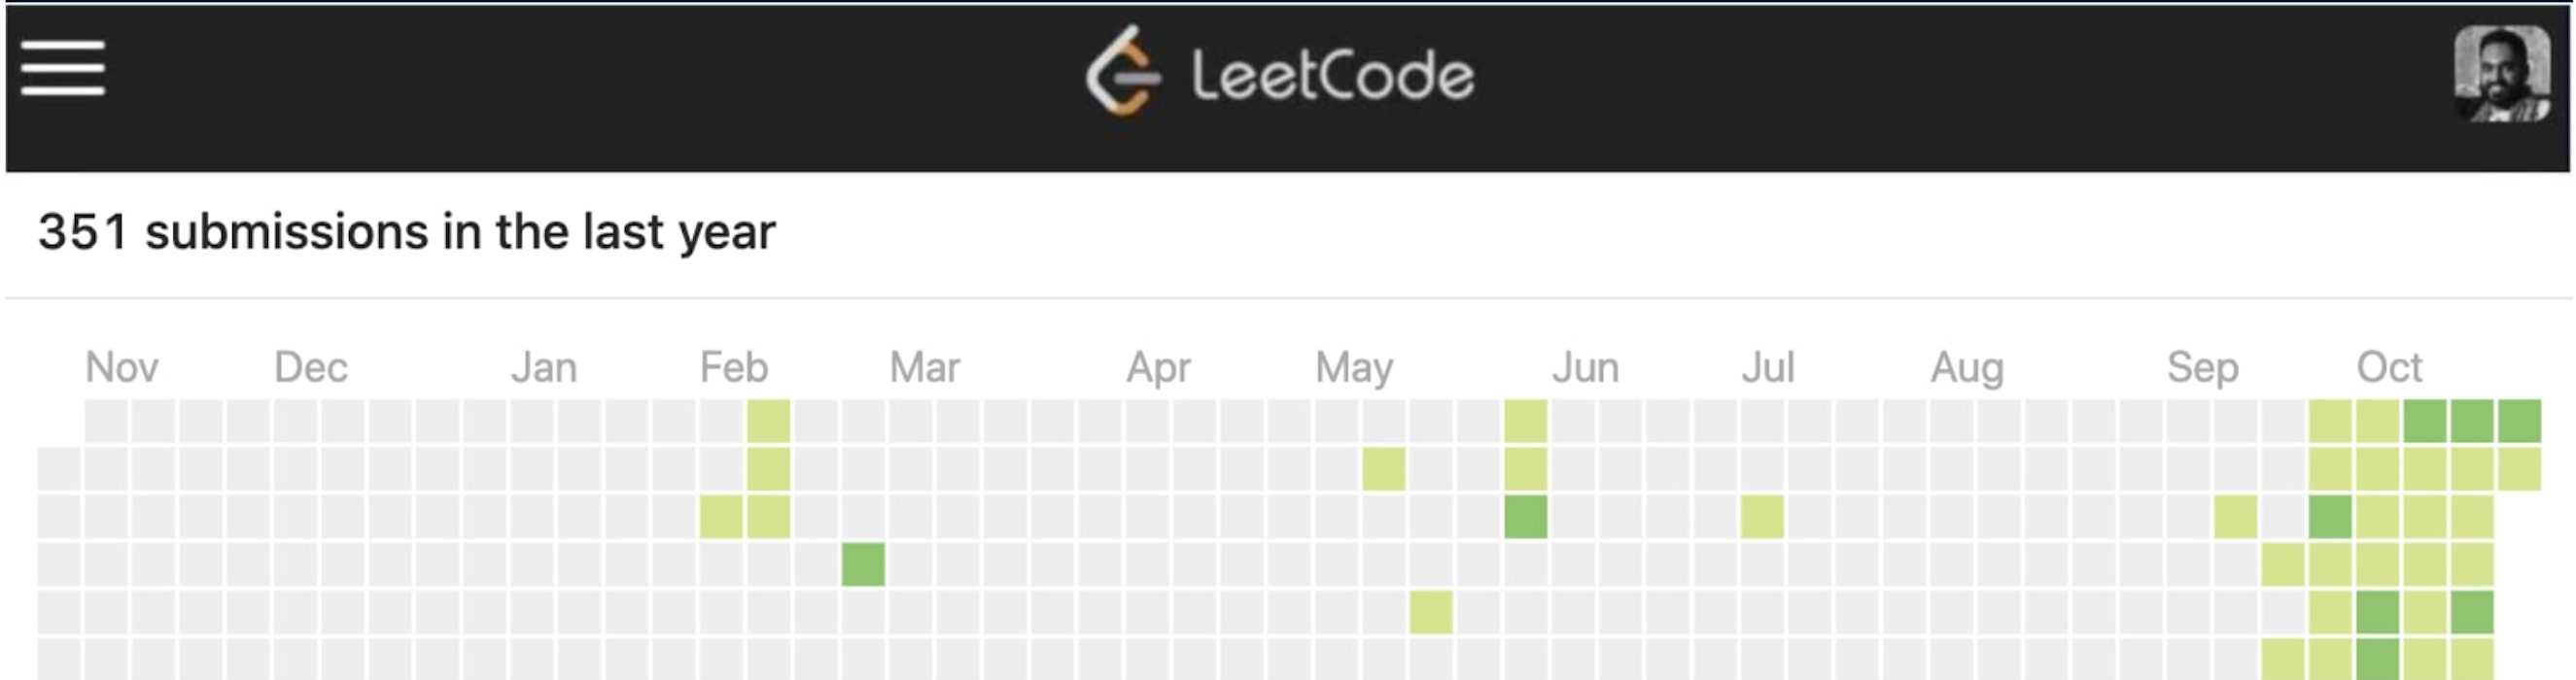 LeetCode
351 submissions in the last year
Nov Dec Jan Feb Mar Apr May Jun Jul Aug Sep Oct